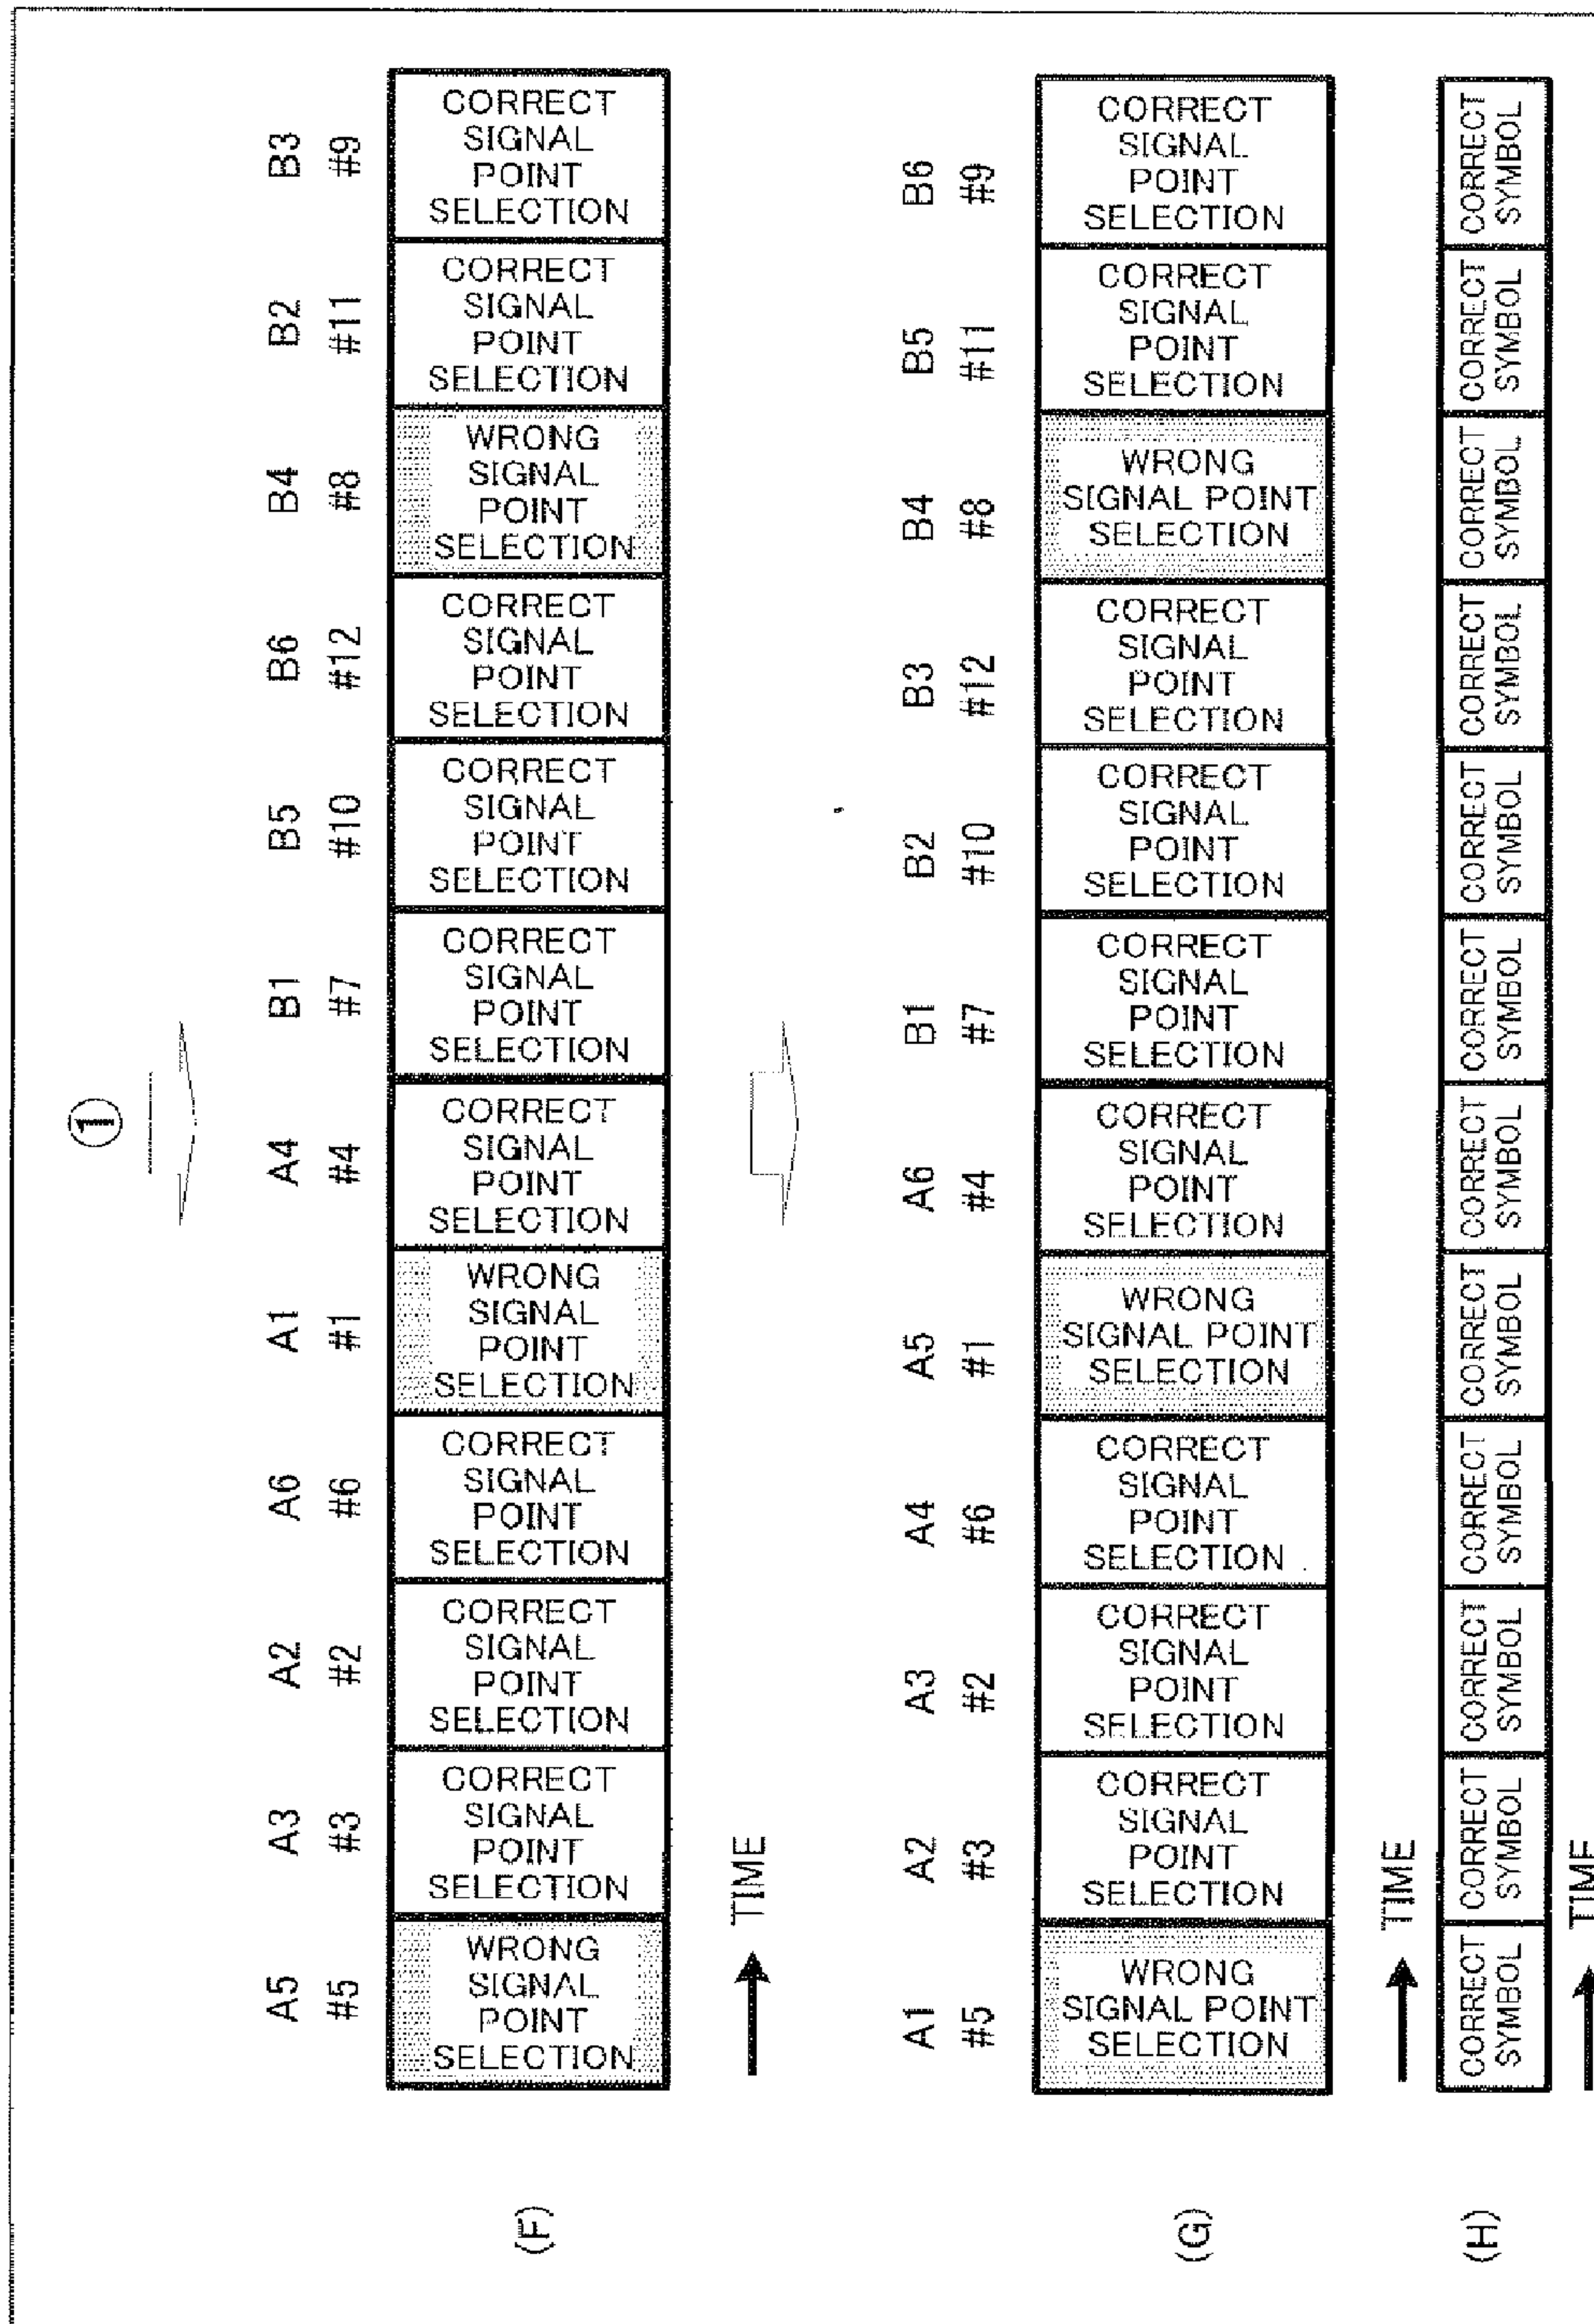 ①
A5 A3 A2 A6 A1 A4 B1 B5 B6 B4 B2 B3
#5 #3 #2 #6 #1 #4 #7 #10 #12 #8 #11 #9
(F)
WRONG
SIGNAL
POINT
SELECTION
CORRECT
SIGNAL
POINT
SELECTION
CORRECT
SIGNAL
POINT
SELECTION
CORRECT
SIGNAL
POINT
SELECTION
WRONG
SIGNAL
POINT
SELECTION
CORRECT
SIGNAL
POINT
SELECTION
CORRECT
SIGNAL
POINT
SELECTION
CORRECT
SIGNAL
POINT
SELECTION
CORRECT
SIGNAL
POINT
SELECTION
WRONG
SIGNAL
POINT
SELECTION
CORRECT
SIGNAL
POINT
SELECTION
CORRECT
SIGNAL
POINT
SELECTION
TIME
A1 A2 A3 A4 A5 A6 B1 B2 B3 B4 B5 B6
#5 #3 #2 #6 #1 #4 #7 #10 #12 #8 #11 #9
(G)
WRONG
SIGNAL POINT
SELECTION
CORRECT
SIGNAL
POINT
SELECTION
CORRECT
SIGNAL
POINT
SELECTION
CORRECT
SIGNAL
POINT
SELECTION
WRONG
SIGNAL POINT
SELECTION
CORRECT
SIGNAL
POINT
SELECTION
CORRECT
SIGNAL
POINT
SELECTION
CORRECT
SIGNAL
POINT
SELECTION
CORRECT
SIGNAL
POINT
SELECTION
WRONG
SIGNAL POINT
SELECTION
CORRECT
SIGNAL
POINT
SELECTION
CORRECT
SIGNAL
POINT
SELECTION
TIME
(H)
CORRECT
SYMBOL
CORRECT
SYMBOL
CORRECT
SYMBOL
CORRECT
SYMBOL
CORRECT
SYMBOL
CORRECT
SYMBOL
CORRECT
SYMBOL
CORRECT
SYMBOL
CORRECT
SYMBOL
CORRECT
SYMBOL
CORRECT
SYMBOL
CORRECT
SYMBOL
TIME